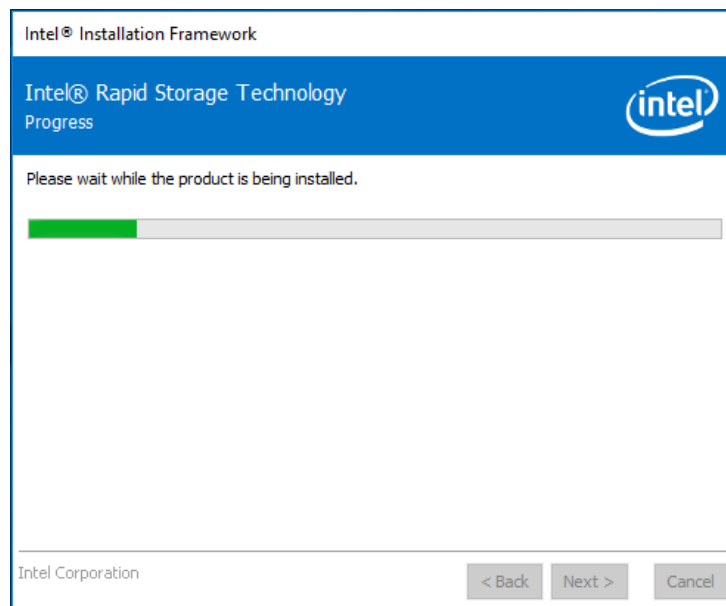 Intel® Installation Framework
Intel® Rapid Storage Technology
Progress
intel
Please wait while the product is being installed.
Intel Corporation
< Back Next > Cancel